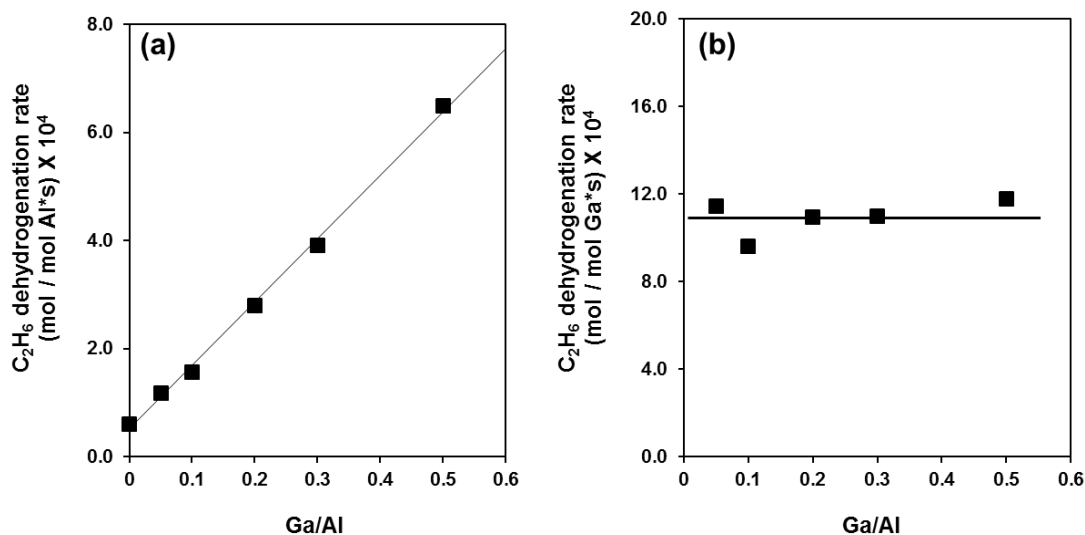 (a)
C₂H₆ dehydrogenation rate
(mol / mol Al*s) X 10⁴
8.0
6.0
4.0
2.0
0.0
0 0.1 0.2 0.3 0.4 0.5 0.6
Ga/Al
(b)
C₂H₆ dehydrogenation rate
(mol / mol Ga*s) X 10⁴
20.0
16.0
12.0
8.0
4.0
0.0
0 0.1 0.2 0.3 0.4 0.5 0.6
Ga/Al